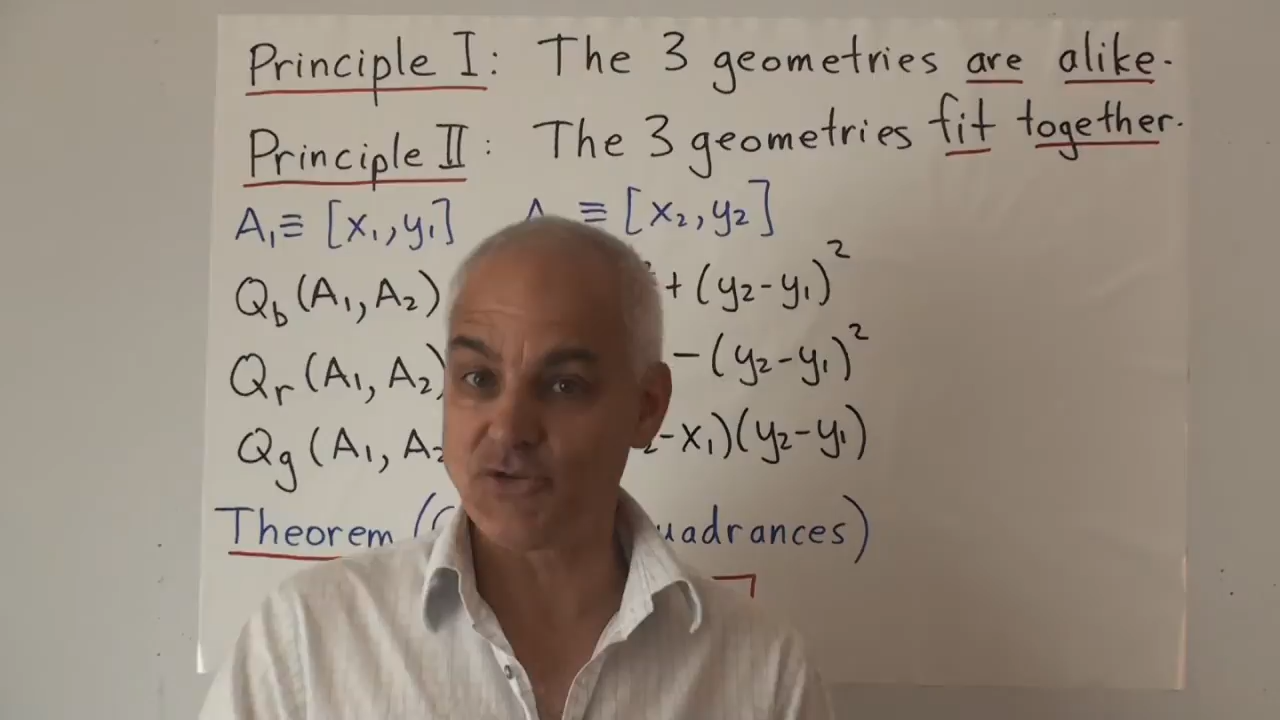 Principle I: The 3 geometries are alike.
Principle II: The 3 geometries fit together.
A₁≡ [x₁,y₁] A ≡ [x₂,y₂]
Q_b(A₁,A₂) + (y₂-y₁)²
Q_r(A₁,A₂) -(y₂-y₁)²
Q_g(A₁,A₂ -x₁)(y₂-y₁)
Theorem ( uadrances)